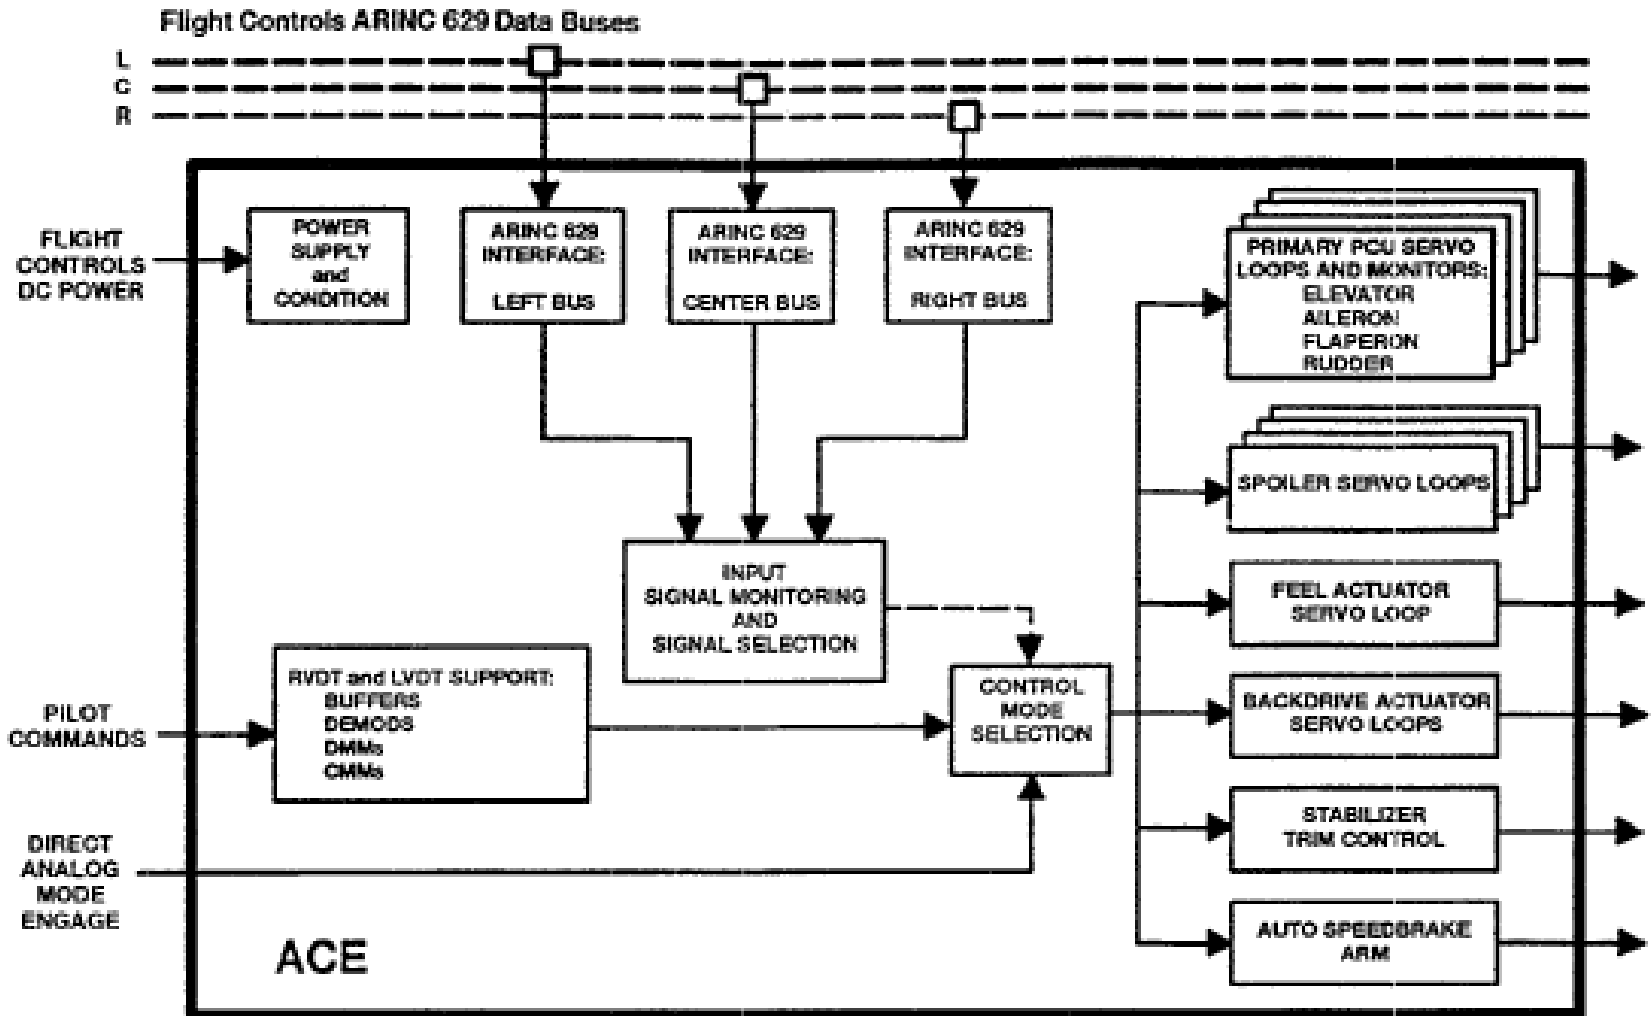 Flight Controls ARINC 629 Data Buses
L
C
R
FLIGHT
CONTROLS
DC POWER
POWER
SUPPLY
and
CONDITION
ARINC 629
INTERFACE:
LEFT BUS
ARINC 629
INTERFACE:
CENTER BUS
ARINC 629
INTERFACE:
RIGHT BUS
PRIMARY PCU SERVO
LOOPS AND MONITORS:
ELEVATOR
AILERON
FLAPERON
RUDDER
SPOILER SERVO LOOPS
INPUT
SIGNAL MONITORING
AND
SIGNAL SELECTION
FEEL ACTUATOR
SERVO LOOP
PILOT
COMMANDS
RVDT and LVDT SUPPORT:
BUFFERS
DEMODS
DMMs
CMMs
CONTROL
MODE
SELECTION
BACKDRIVE ACTUATOR
SERVO LOOPS
STABILIZER
TRIM CONTROL
DIRECT
ANALOG
MODE
ENGAGE
AUTO SPEEDBRAKE
ARM
ACE